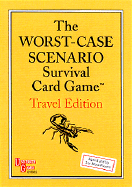 The
WORST-CASE
SCENARIO
Survival
Card Game™
Travel Edition